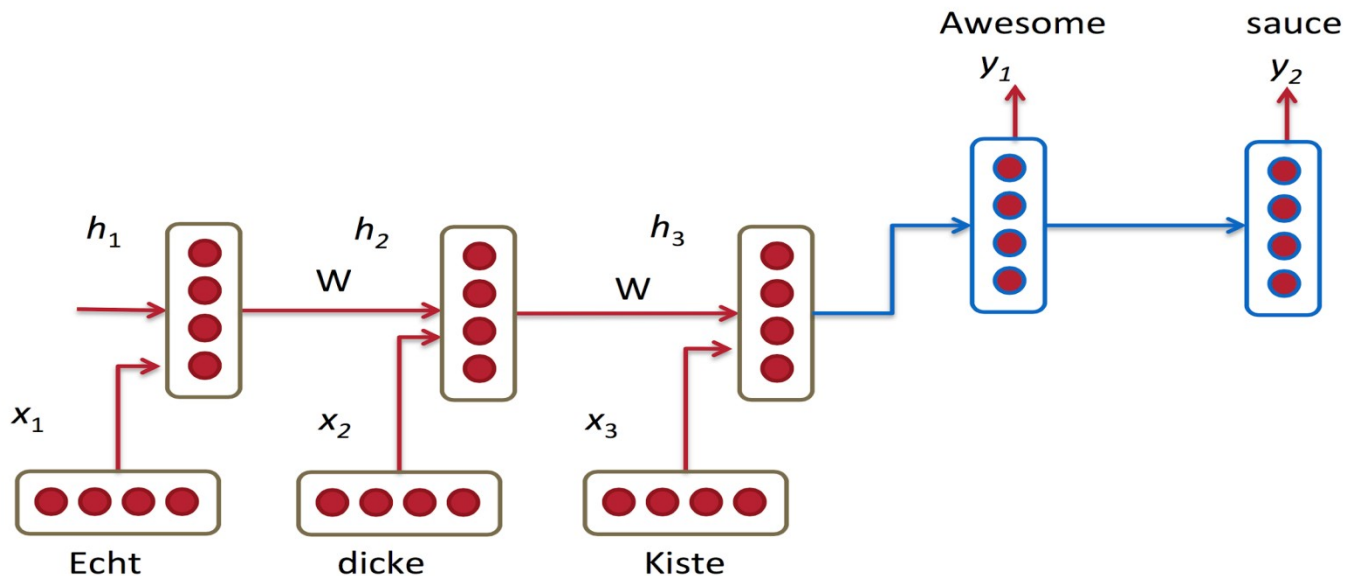 Awesome sauce
y1 y2
h1 h2 h3
W W
x1 x2 x3
Echt dicke Kiste